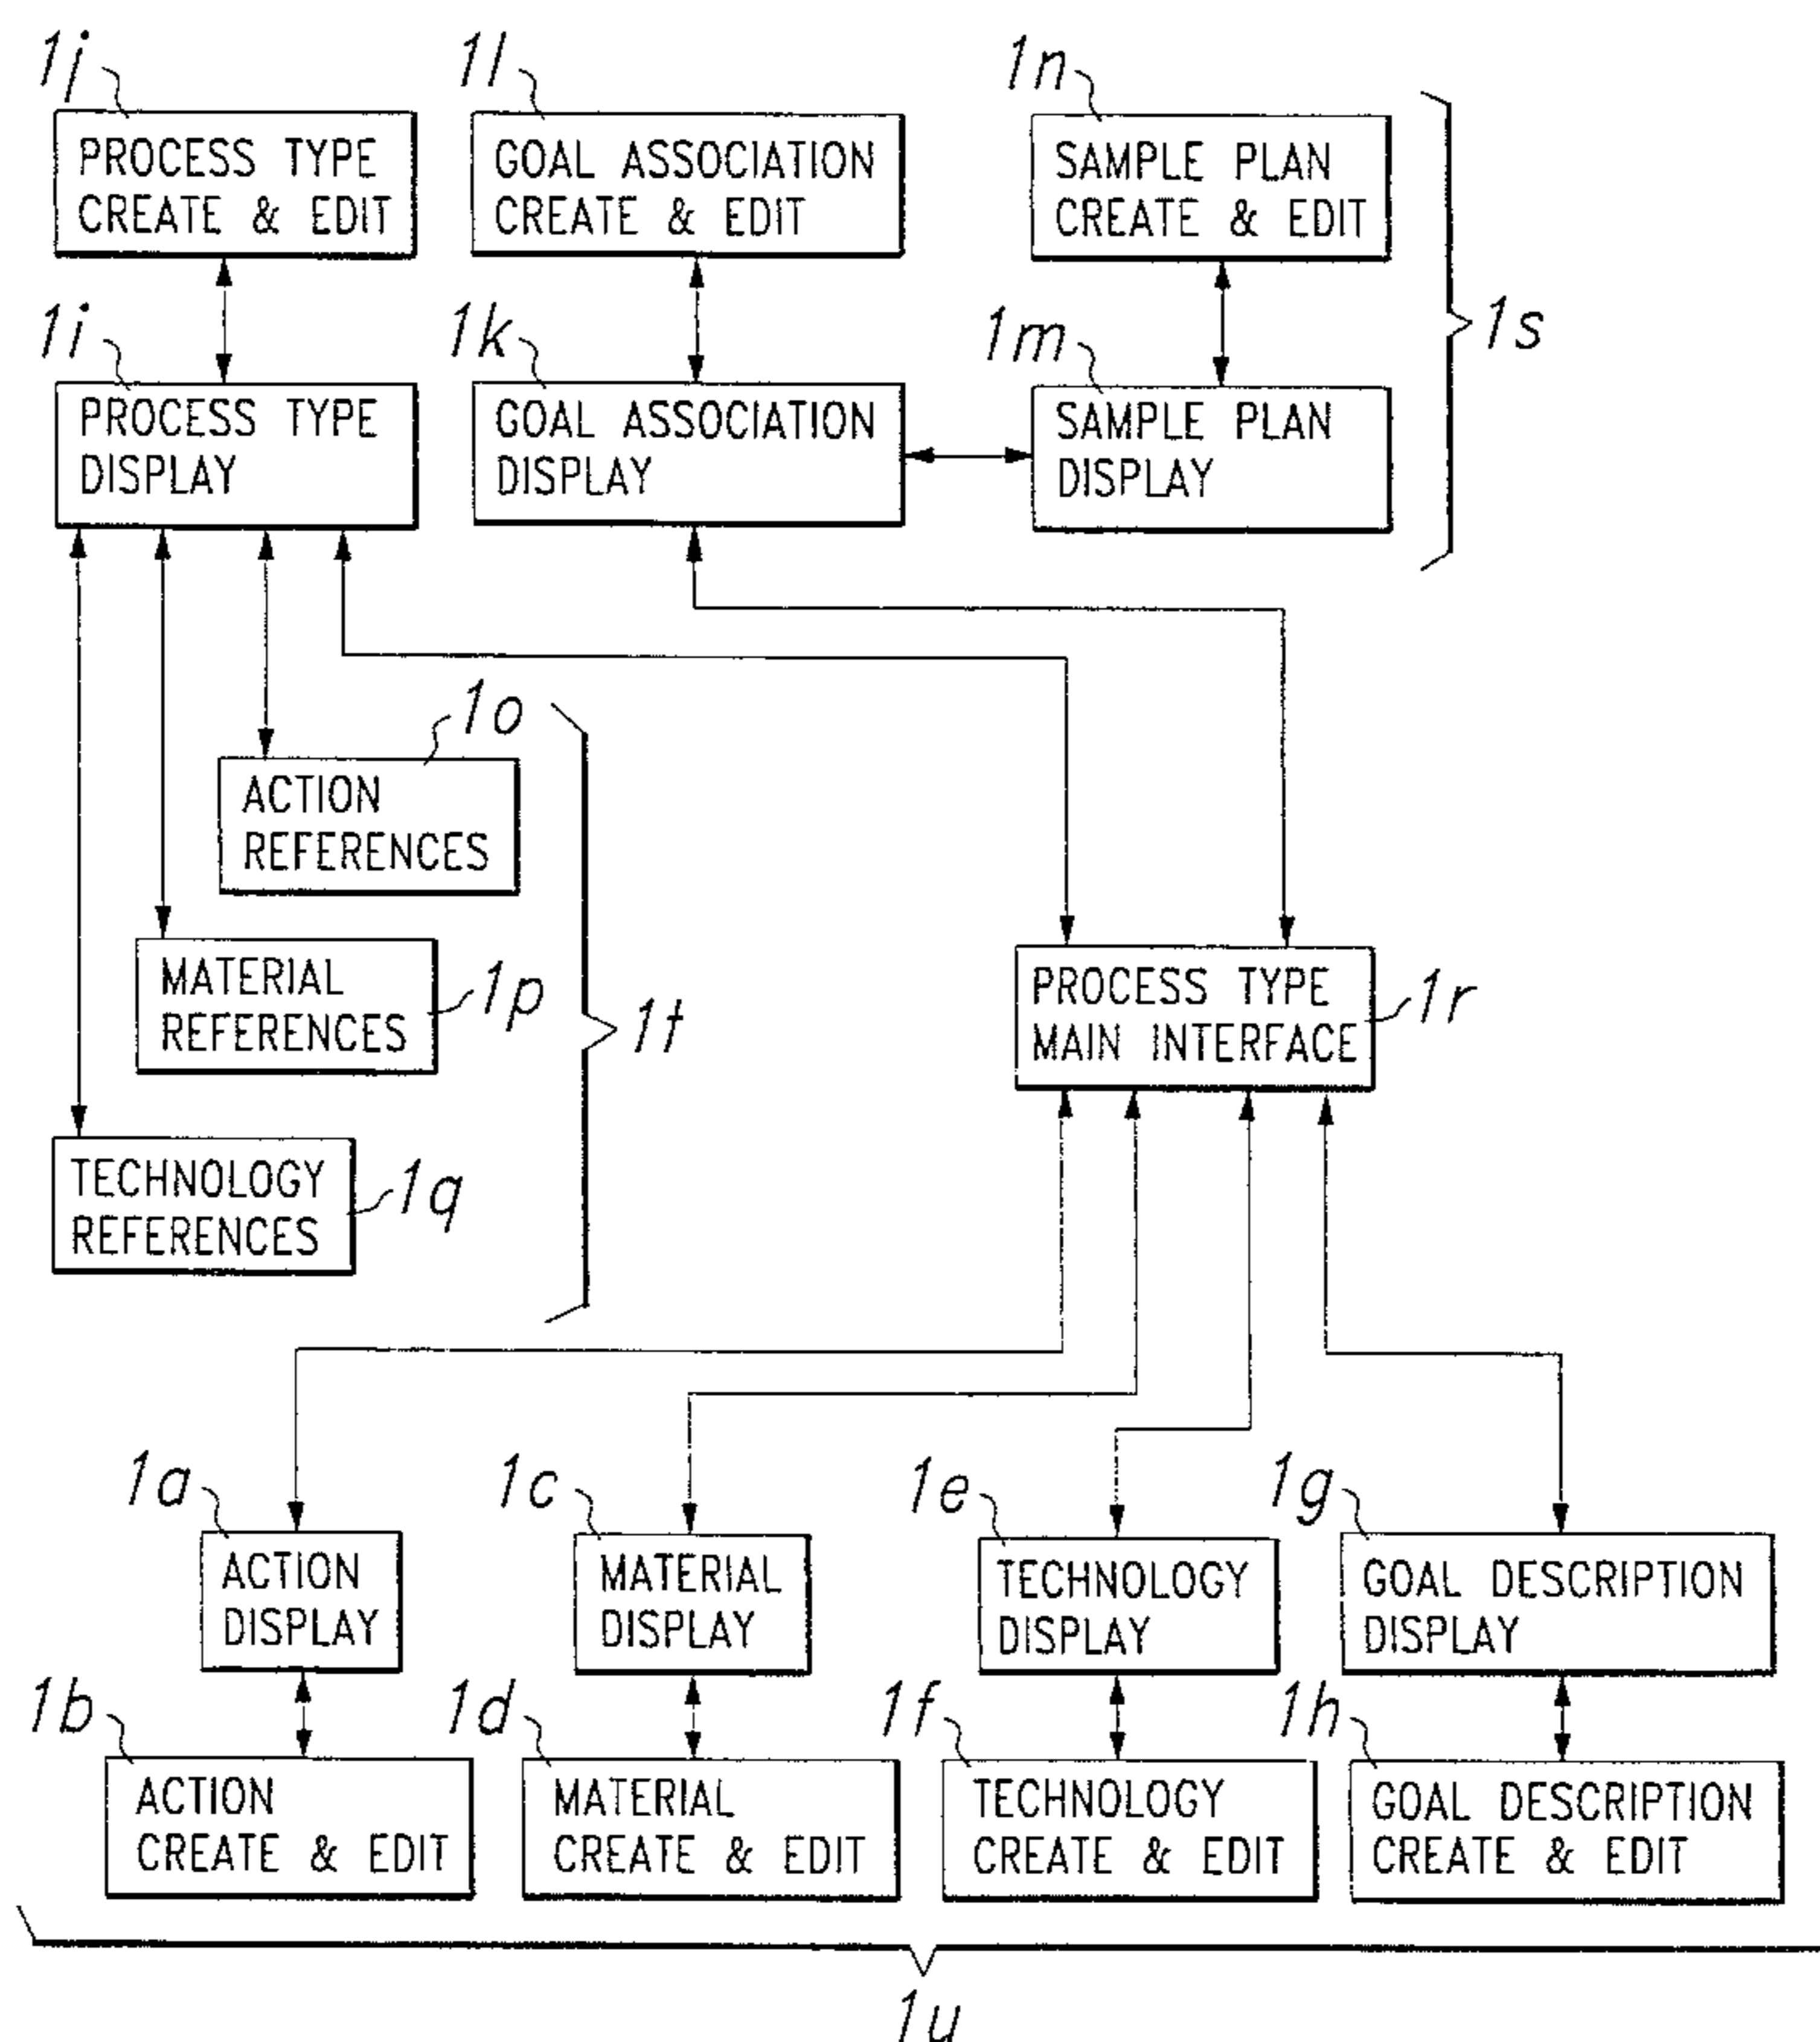 1j
PROCESS TYPE
CREATE & EDIT
1l
GOAL ASSOCIATION
CREATE & EDIT
1n
SAMPLE PLAN
CREATE & EDIT
1s
1i
PROCESS TYPE
DISPLAY
1k
GOAL ASSOCIATION
DISPLAY
1m
SAMPLE PLAN
DISPLAY
1o
ACTION
REFERENCES
MATERIAL
REFERENCES
1p
1t
PROCESS TYPE
MAIN INTERFACE
1r
TECHNOLOGY
REFERENCES
1q
1a
ACTION
DISPLAY
1c
MATERIAL
DISPLAY
1e
TECHNOLOGY
DISPLAY
1g
GOAL DESCRIPTION
DISPLAY
1b
ACTION
CREATE & EDIT
1d
MATERIAL
CREATE & EDIT
1f
TECHNOLOGY
CREATE & EDIT
1h
GOAL DESCRIPTION
CREATE & EDIT
1u